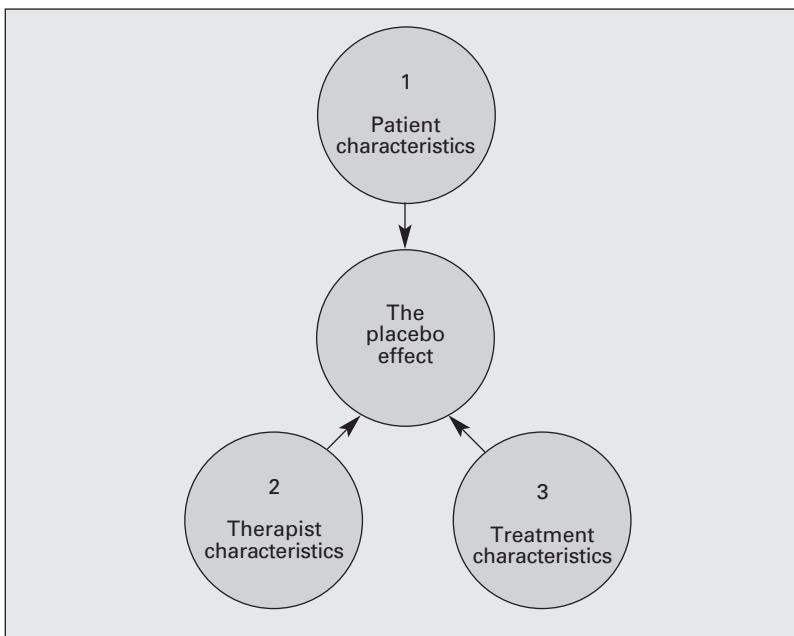 1
Patient
characteristics
The
placebo
effect
2
Therapist
characteristics
3
Treatment
characteristics